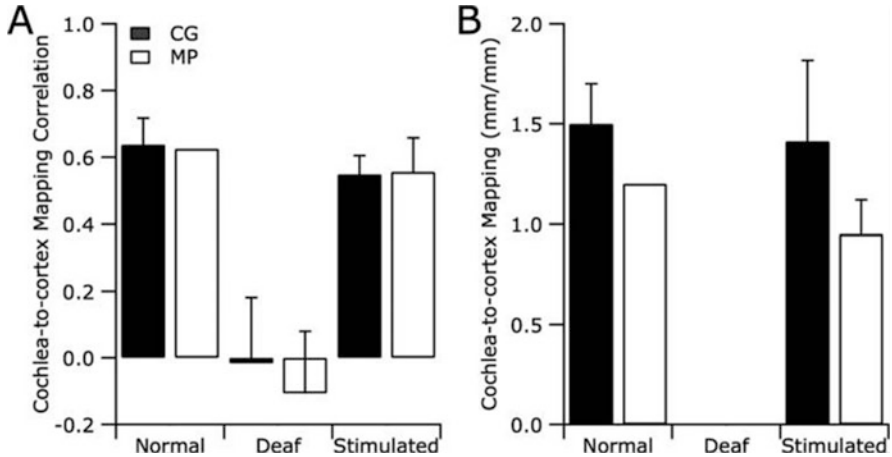 A
Cochlea-to-cortex Mapping Correlation
1.0
0.8
0.6
0.4
0.2
0.0
-0.2
CG
MP
Normal Deaf Stimulated
B
Cochlea-to-cortex Mapping (mm/mm)
2.0
1.5
1.0
0.5
0.0
Normal Deaf Stimulated